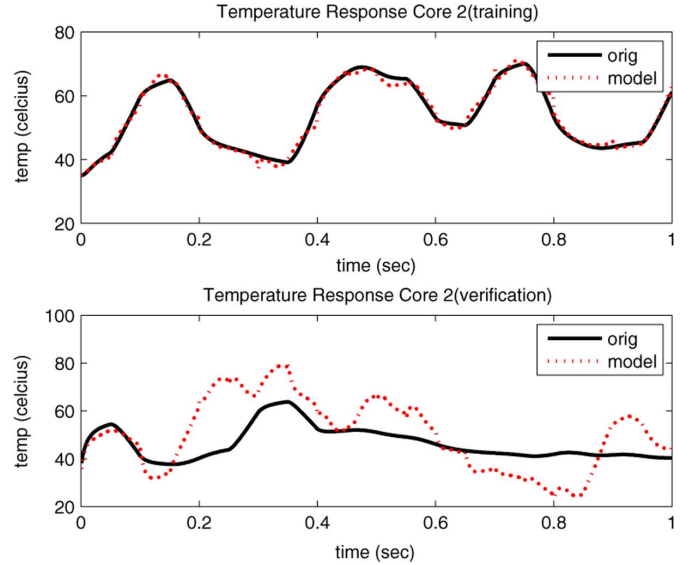 Temperature Response Core 2(training)
80
60
40
20
temp (celcius)
orig
model
0 0.2 0.4 0.6 0.8 1
time (sec)
Temperature Response Core 2(verification)
100
80
60
40
20
temp (celcius)
orig
model
0 0.2 0.4 0.6 0.8 1
time (sec)